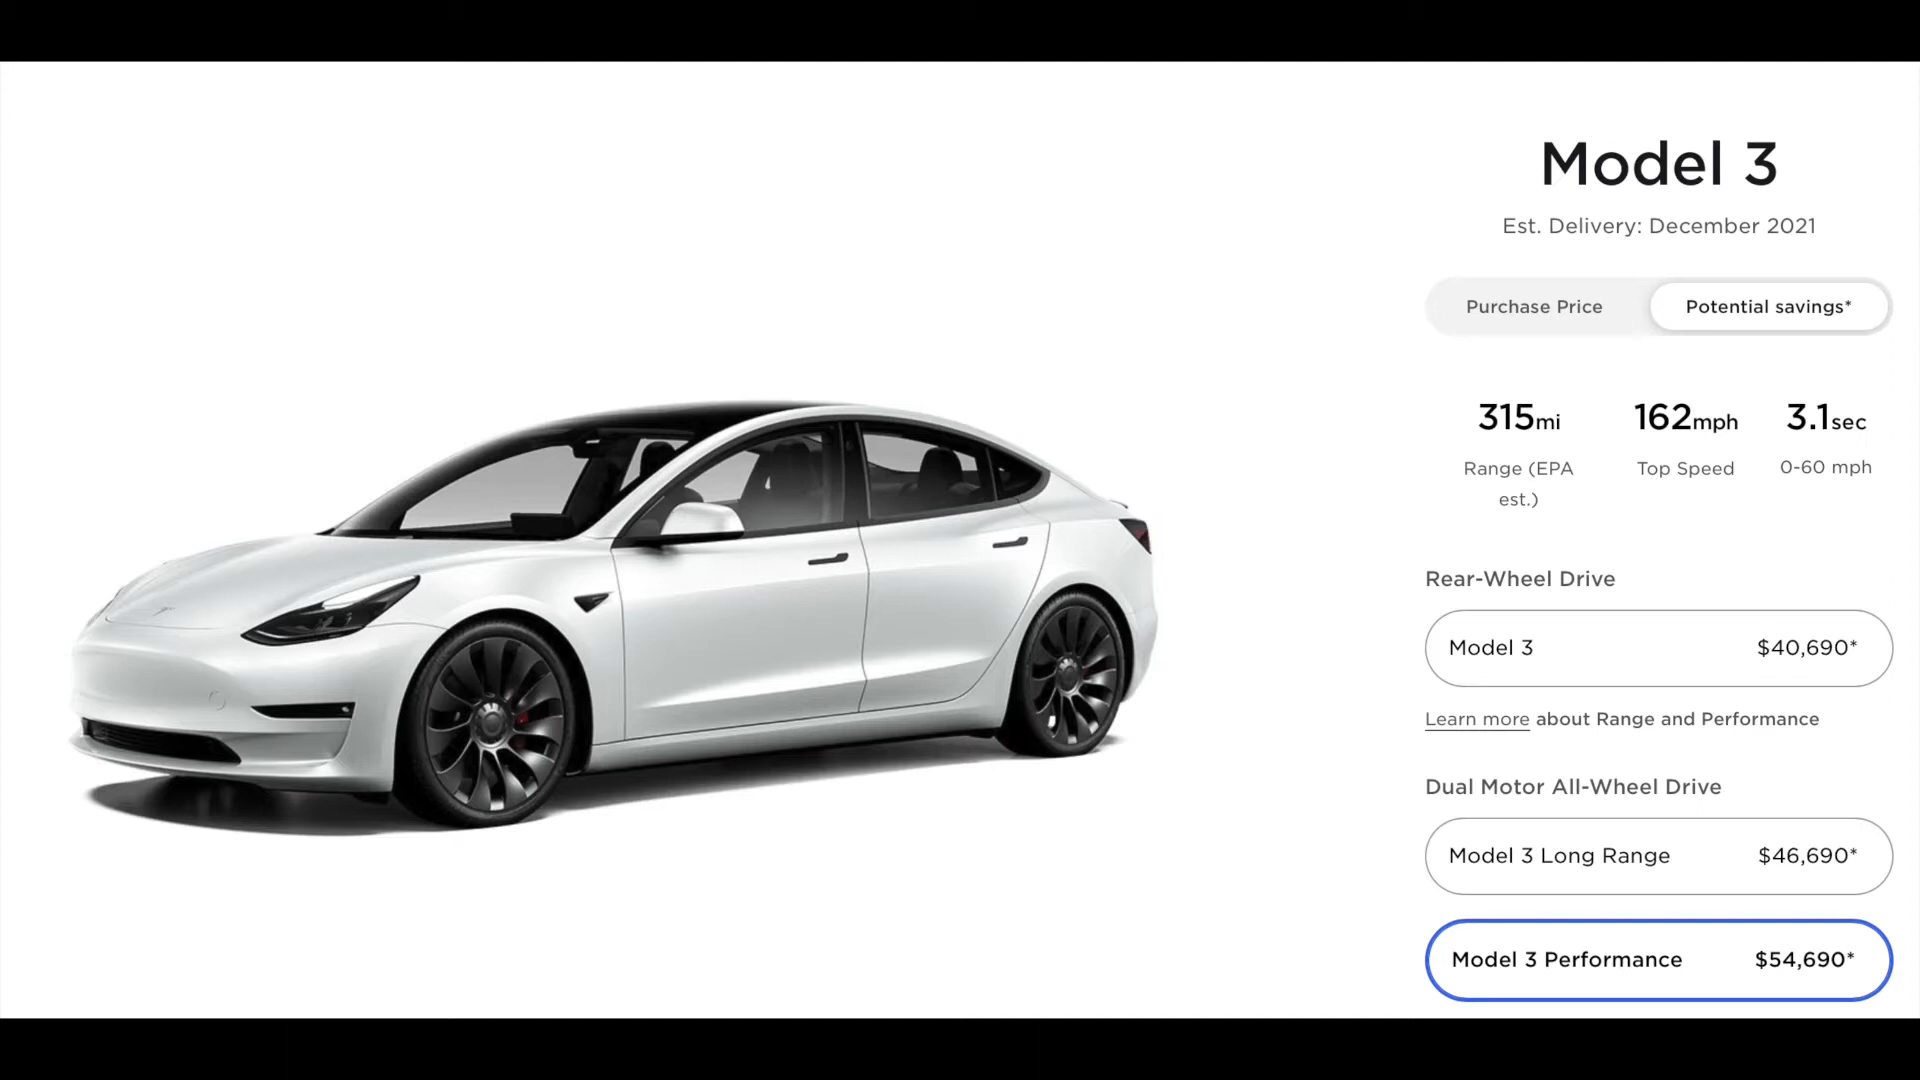 Model 3
Est. Delivery: December 2021
Purchase Price
Potential savings*
315mi
Range (EPA
est.)
162mph
Top Speed
3.1sec
0-60 mph
Rear-Wheel Drive
Model 3 $40,690*
Learn more about Range and Performance
Dual Motor All-Wheel Drive
Model 3 Long Range $46,690*
Model 3 Performance $54,690*